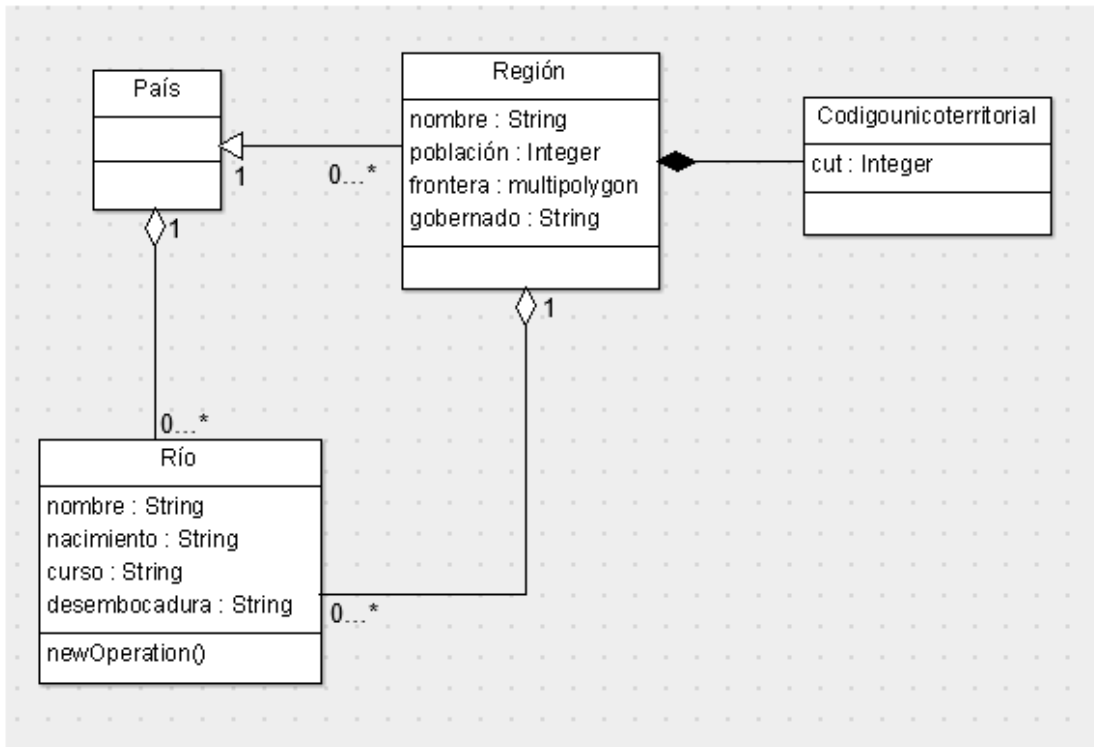 País
1
0...*
Región
nombre : String
población : Integer
frontera : multipolygon
gobernado : String
Codigounicoterritorial
cut : Integer
1
0...*
1
0...*
Río
nombre : String
nacimiento : String
curso : String
desembocadura : String
newOperation()